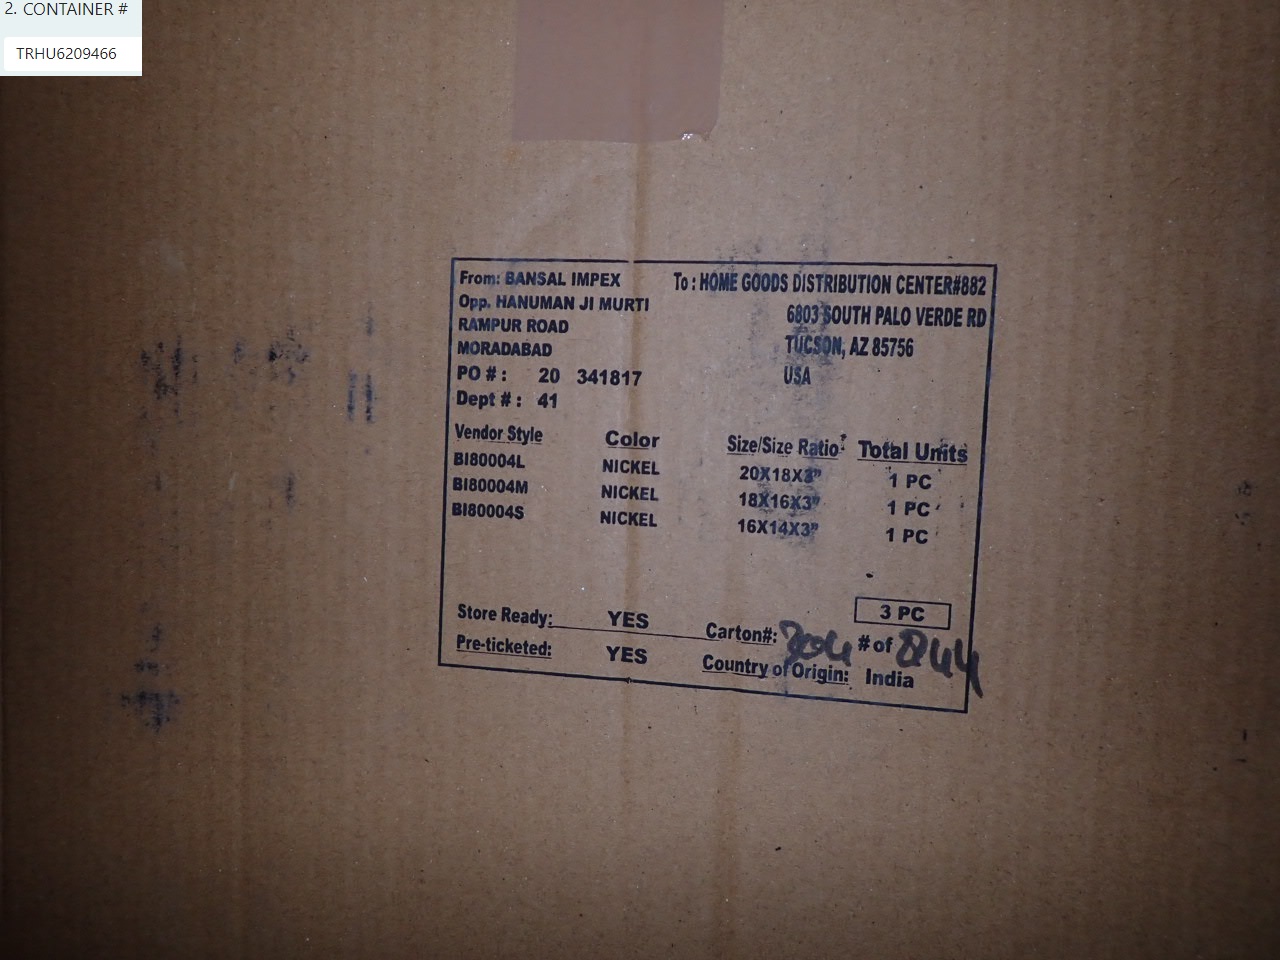 2. CONTAINER #
TRHU6209466
From: BANSAL IMPEX
Opp. HANUMAN JI MURTI
RAMPUR ROAD
MORADABAD
PO # : 20 341817
Dept # : 41
To : HOME GOODS DISTRIBUTION CENTER#882
6803 SOUTH PALO VERDE RD
TUCSON, AZ 85756
USA
Vendor Style Color Size/Size Ratio Total Units
BI80004L NICKEL 20X18X3" 1 PC
BI80004M NICKEL 18X16X3" 1 PC
BI80004S NICKEL 16X14X3" 1 PC
3 PC
Store Ready: YES Carton#: # of
Pre-ticketed: YES Country of Origin: India